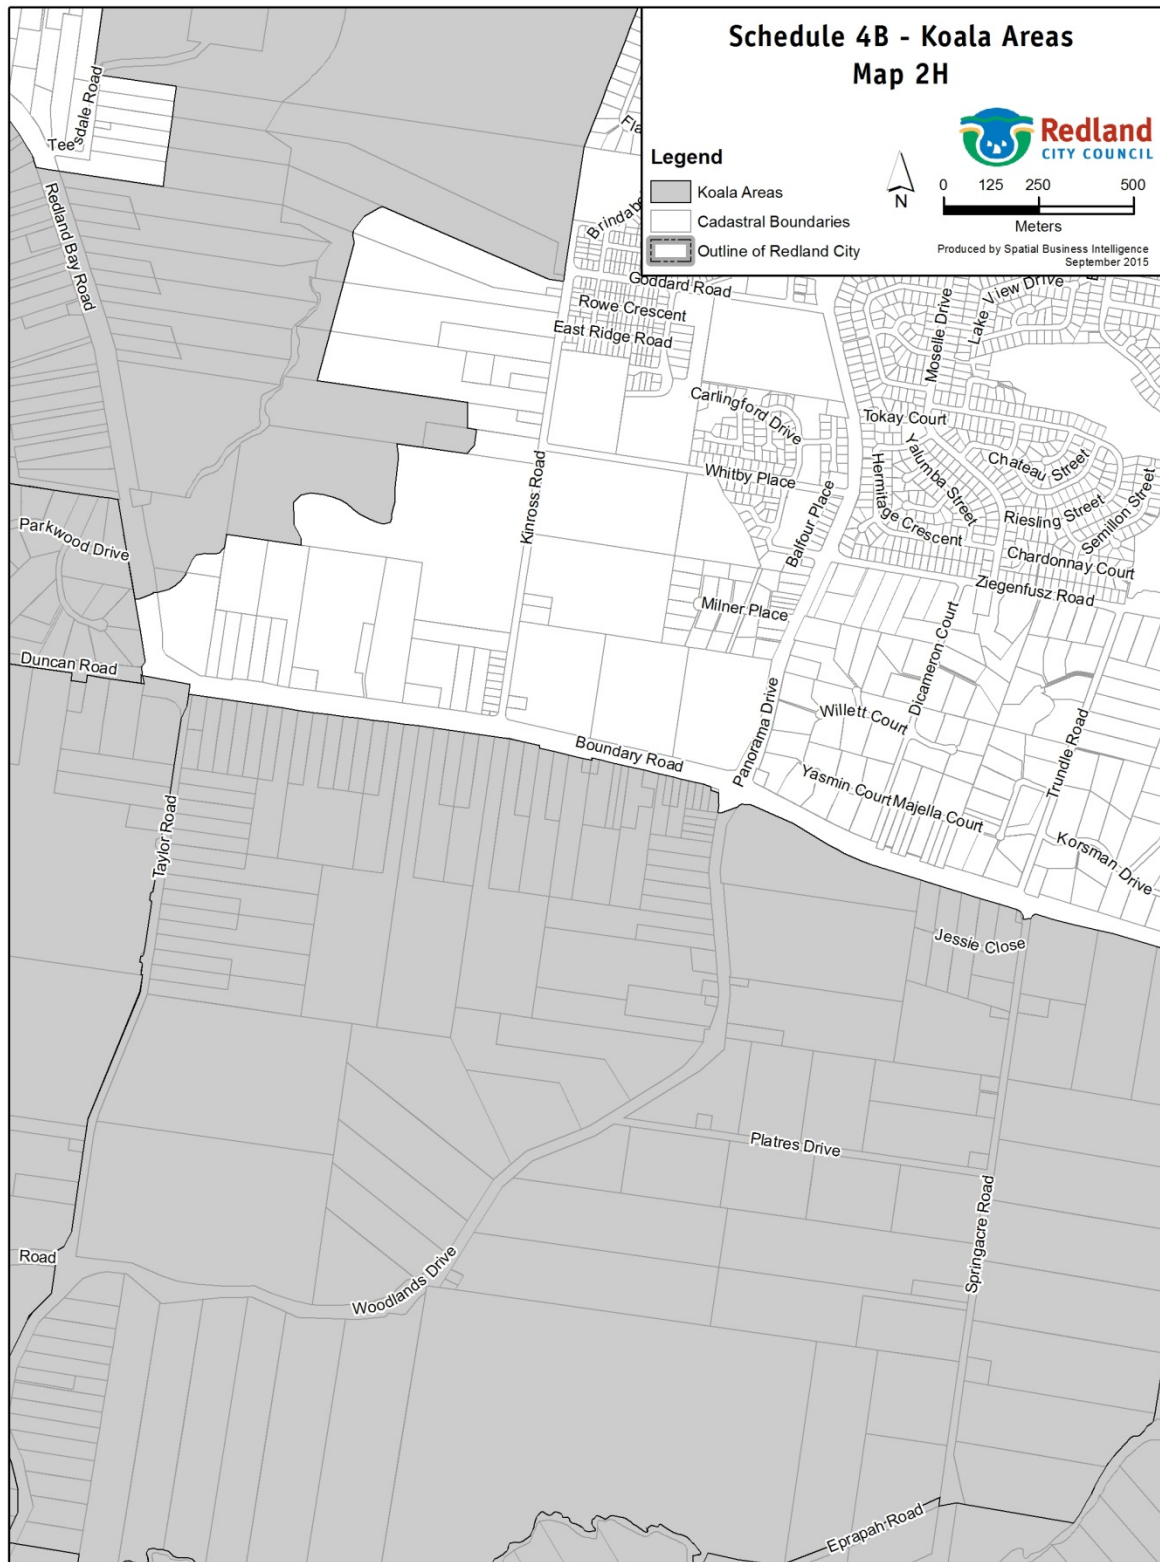 Schedule 4B - Koala Areas
Map 2H
Redland
CITY COUNCIL
Legend
Koala Areas
Cadastral Boundaries
Outline of Redland City
N
0 125 250 500
Meters
Produced by Spatial Business Intelligence
September 2015
Teesdale Road
Redland Bay Road
Goddard Road
Rowe Crescent
East Ridge Road
Lake View Drive
Moselle Drive
Carlingford Drive
Tokay Court
Yalumba Street
Chateau Street
Whitby Place
Hermitage Crescent
Riesling Street
Semillon Street
Kinross Road
Balfour Place
Chardonnay Court
Parkwood Drive
Ziegenfusz Road
Milner Place
Dicameron Court
Duncan Road
Willett Court
Panorama Drive
Trundle Road
Boundary Road
Yasmin Court
Majella Court
Taylor Road
Korsman Drive
Jessie Close
Platres Drive
Springacre Road
Road
Woodlands Drive
Eprapah Road